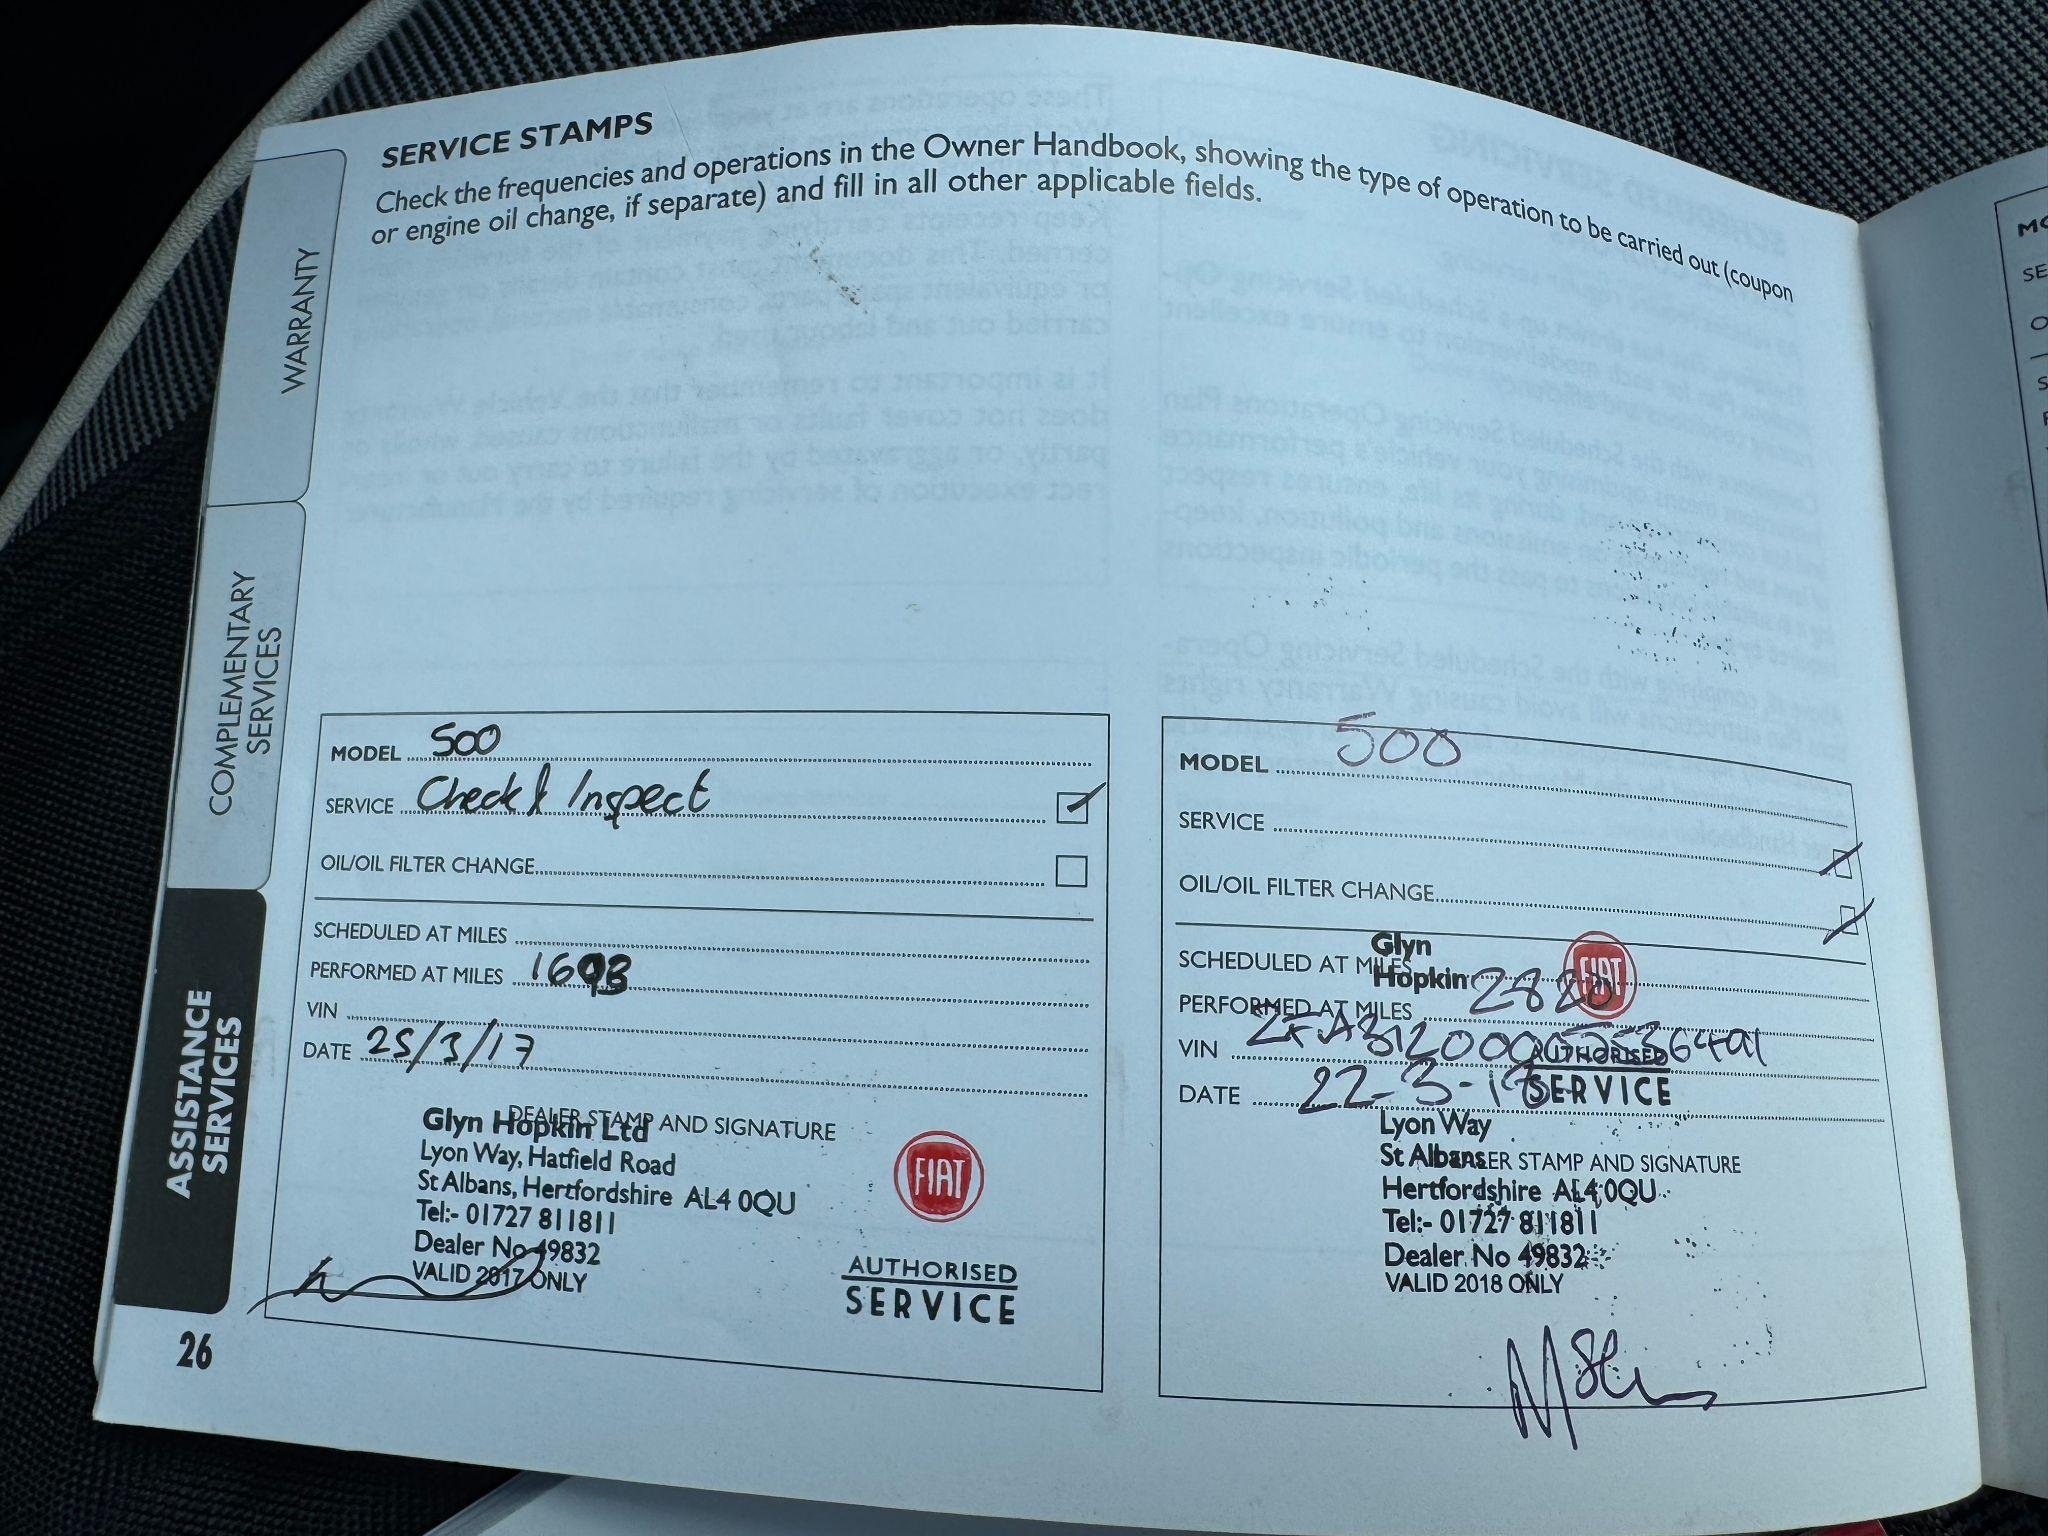 SERVICE STAMPS
Check the frequencies and operations in the Owner Handbook, showing the type of operation to be carried out (coupon
or engine oil change, if separate) and fill in all other applicable fields.
WARRANTY
COMPLEMENTARY
SERVICES
ASSISTANCE
SERVICES
26
MODEL 500
SERVICE Check & Inspect
OIL/OIL FILTER CHANGE
SCHEDULED AT MILES
PERFORMED AT MILES 1693
VIN
DATE 25/3/17
DEALER STAMP AND SIGNATURE
Glyn Hopkin Ltd
Lyon Way, Hatfield Road
St Albans, Hertfordshire AL4 0QU
Tel:- 01727 811811
Dealer No 49832
VALID 2017 ONLY
FIAT
AUTHORISED
SERVICE
MODEL 500
SERVICE
OIL/OIL FILTER CHANGE
SCHEDULED AT MILES
PERFORMED AT MILES 2820
VIN
DATE 22-3-18
DEALER STAMP AND SIGNATURE
Glyn
Hopkin
FIAT
AUTHORISED
SERVICE
Lyon Way
St Albans
Hertfordshire AL4 0QU
Tel:- 01727 811811
Dealer No 49832
VALID 2018 ONLY